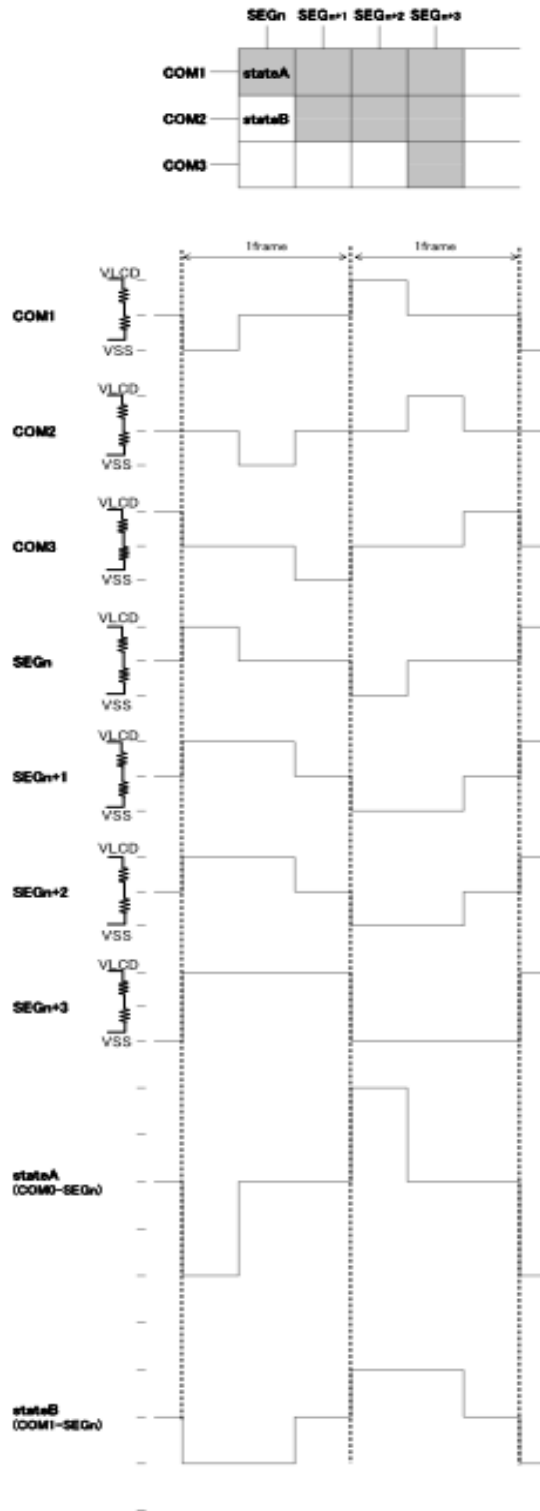 SEGn SEGn+1 SEGn+2 SEGn+3
COM1 stateA
COM2 stateB
COM3
1frame 1frame
VLCD
COM1
VSS
VLCD
COM2
VSS
VLCD
COM3
VSS
VLCD
SEGn
VSS
VLCD
SEGn+1
VSS
VLCD
SEGn+2
VSS
VLCD
SEGn+3
VSS
stateA
(COM0-SEGn)
stateB
(COM1-SEGn)